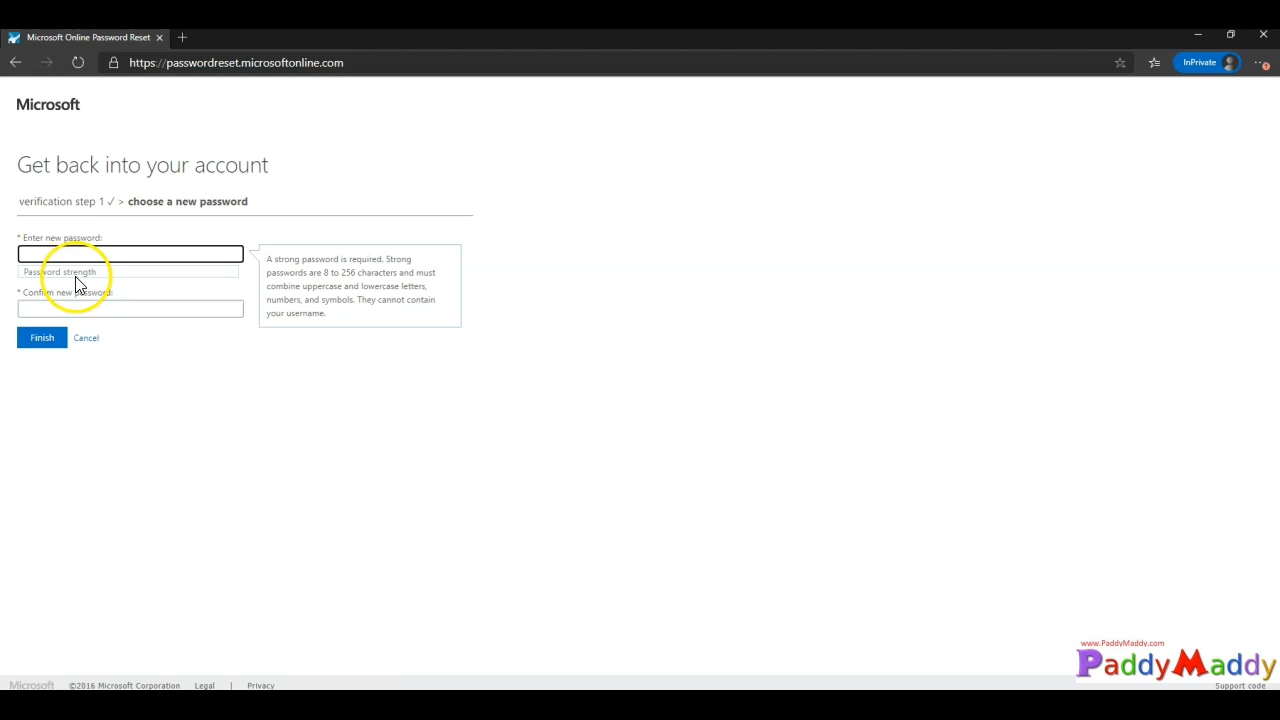 Microsoft Online Password Reset
https://passwordreset.microsoftonline.com
InPrivate
Microsoft
Get back into your account
verification step 1 ✓ > choose a new password
* Enter new password:
Password strength
* Confirm new password:
A strong password is required. Strong
passwords are 8 to 256 characters and must
combine uppercase and lowercase letters,
numbers, and symbols. They cannot contain
your username.
Finish Cancel
www.PaddyMaddy.com
PaddyMaddy
Microsoft ©2016 Microsoft Corporation Legal | Privacy
Support code